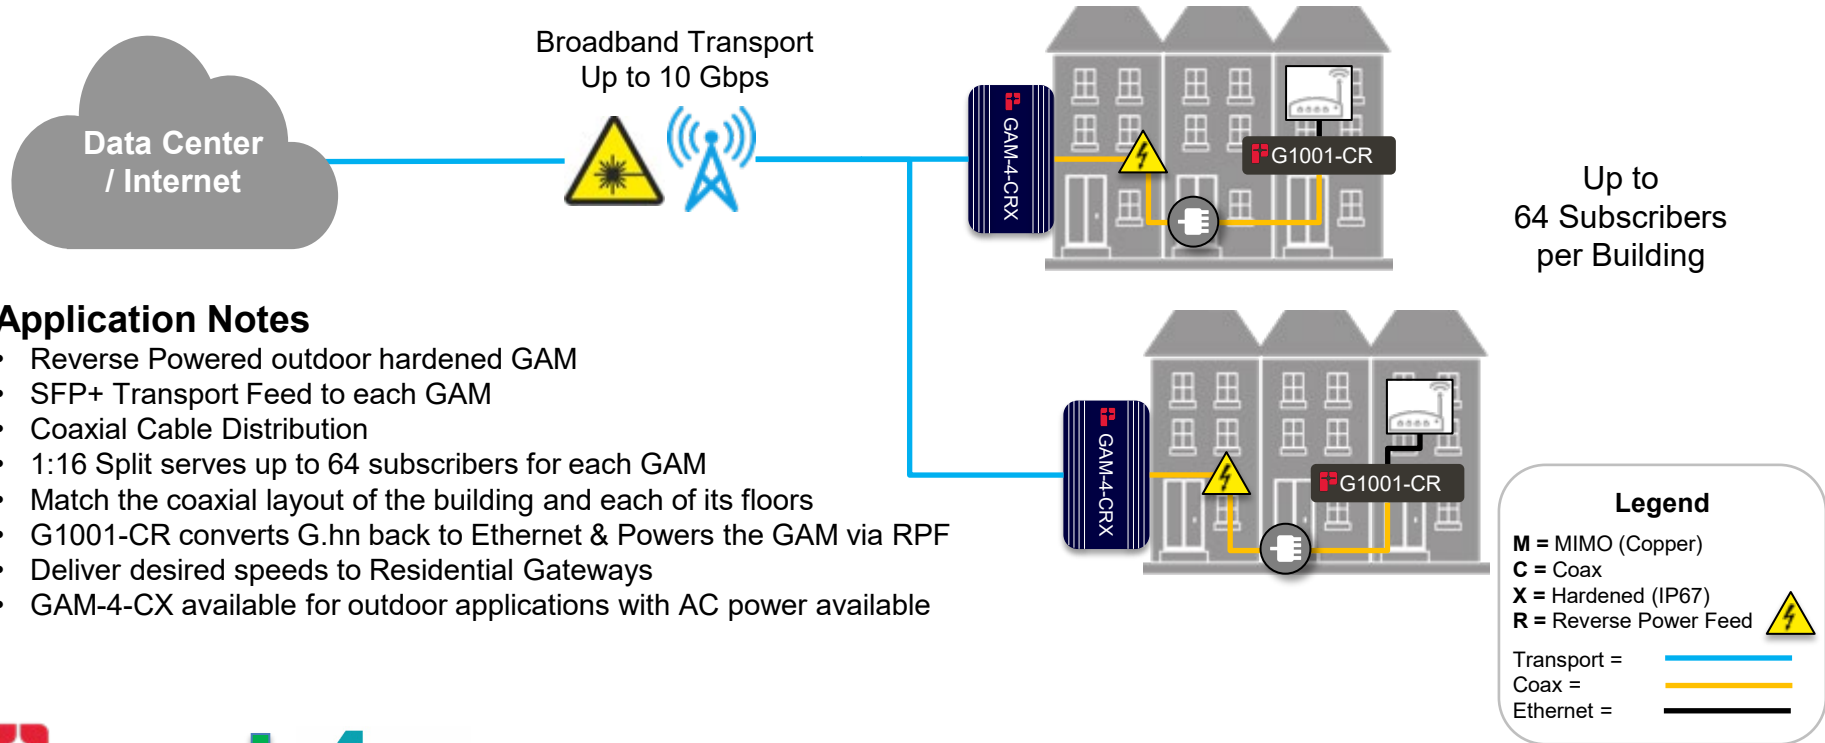 Broadband Transport
Up to 10 Gbps
Data Center
/ Internet
GAM-4-CRX
G1001-CR
Up to
64 Subscribers
per Building
Application Notes
• Reverse Powered outdoor hardened GAM
• SFP+ Transport Feed to each GAM
• Coaxial Cable Distribution
• 1:16 Split serves up to 64 subscribers for each GAM
• Match the coaxial layout of the building and each of its floors
• G1001-CR converts G.hn back to Ethernet & Powers the GAM via RPF
• Deliver desired speeds to Residential Gateways
• GAM-4-CX available for outdoor applications with AC power available
GAM-4-CRX
G1001-CR
Legend
M = MIMO (Copper)
C = Coax
X = Hardened (IP67)
R = Reverse Power Feed
Transport =
Coax =
Ethernet =